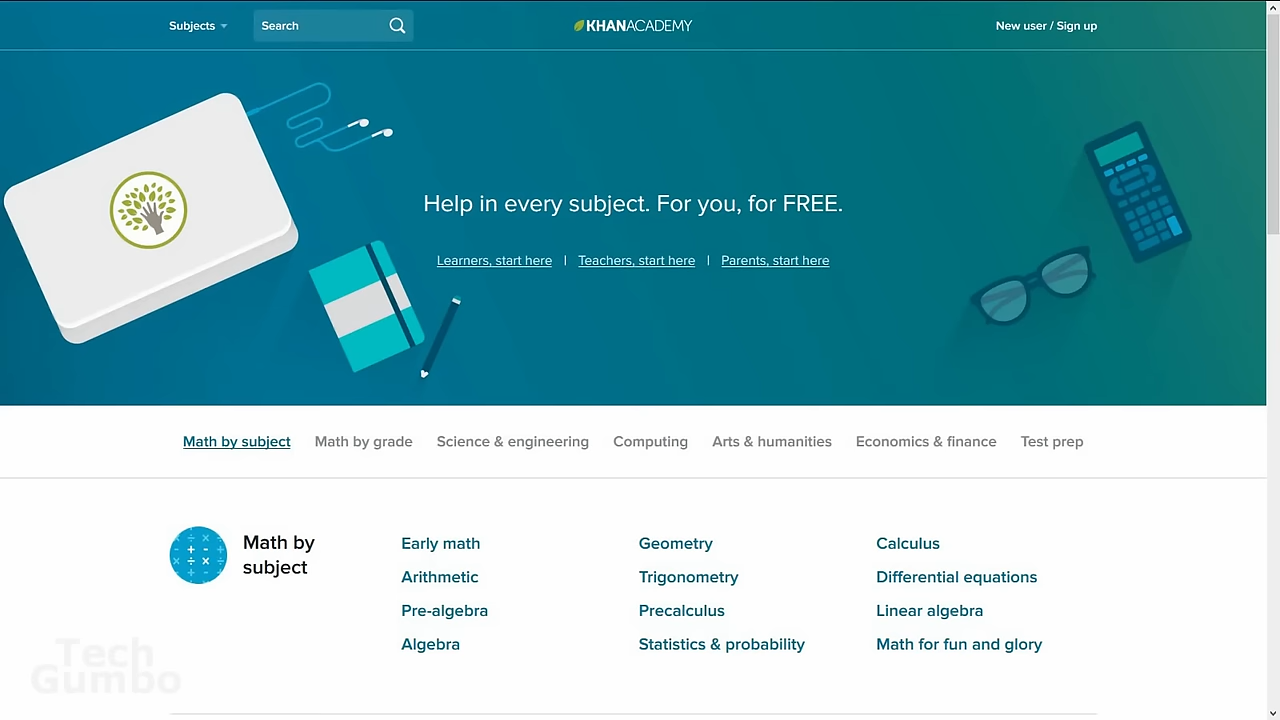 Subjects Search KHANACADEMY New user / Sign up
Help in every subject. For you, for FREE.
Learners, start here | Teachers, start here | Parents, start here
Math by subject Math by grade Science & engineering Computing Arts & humanities Economics & finance Test prep
Math by
subject
Early math
Arithmetic
Pre-algebra
Algebra
Geometry
Trigonometry
Precalculus
Statistics & probability
Calculus
Differential equations
Linear algebra
Math for fun and glory
Tech
Gumbo